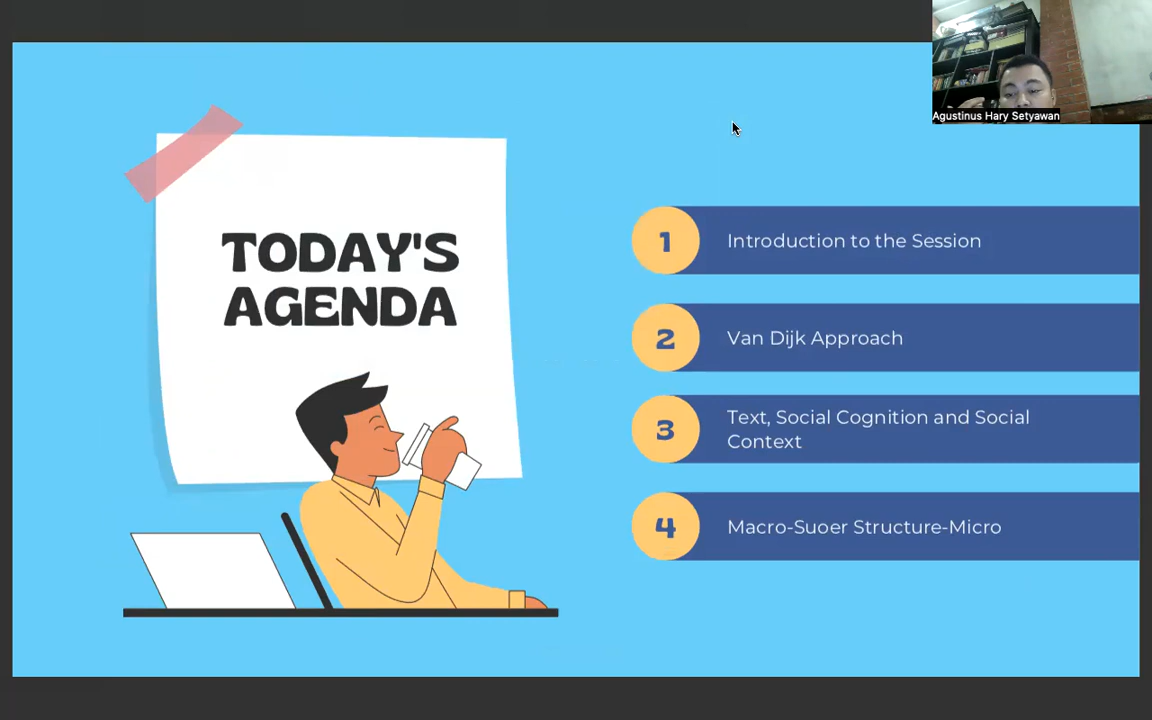 Agustinus Hary Setyawan
TODAY'S
AGENDA
1
Introduction to the Session
2
Van Dijk Approach
3
Text, Social Cognition and Social
Context
4
Macro-Suoer Structure-Micro